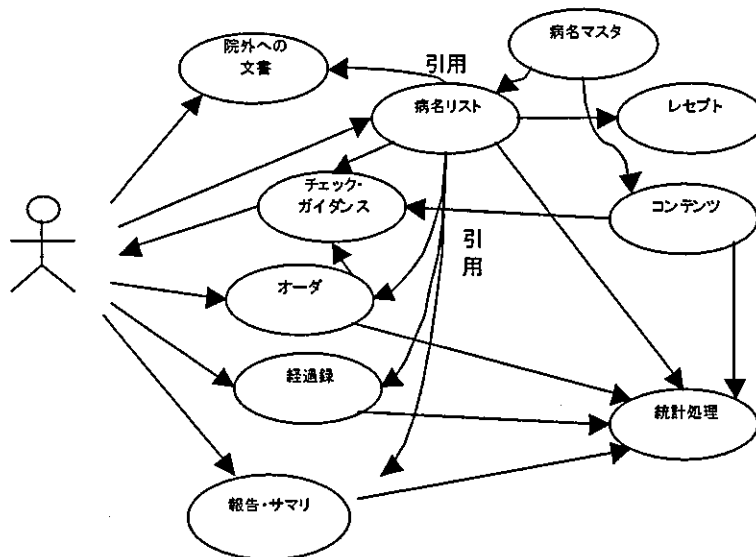 院外への
文書
引用
病名マスタ
病名リスト
レセプト
チェック・
ガイダンス
コンテンツ
引
用
オーダ
経過録
統計処理
報告・サマリ